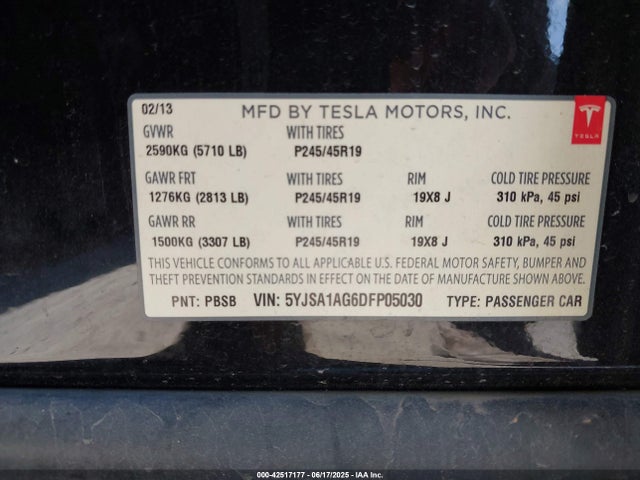 02/13 MFD BY TESLA MOTORS, INC.
TESLA
GVWR WITH TIRES
2590KG (5710 LB) P245/45R19
GAWR FRT WITH TIRES RIM COLD TIRE PRESSURE
1276KG (2813 LB) P245/45R19 19X8 J 310 kPa, 45 psi
GAWR RR WITH TIRES RIM COLD TIRE PRESSURE
1500KG (3307 LB) P245/45R19 19X8 J 310 kPa, 45 psi
THIS VEHICLE CONFORMS TO ALL APPLICABLE U.S. FEDERAL MOTOR SAFETY, BUMPER AND
THEFT PREVENTION STANDARDS IN EFFECT ON THE DATE OF MANUFACTURE SHOWN ABOVE.
PNT: PBSB VIN: 5YJSA1AG6DFP05030 TYPE: PASSENGER CAR
000-42517177 - 06/17/2025 - IAA Inc.